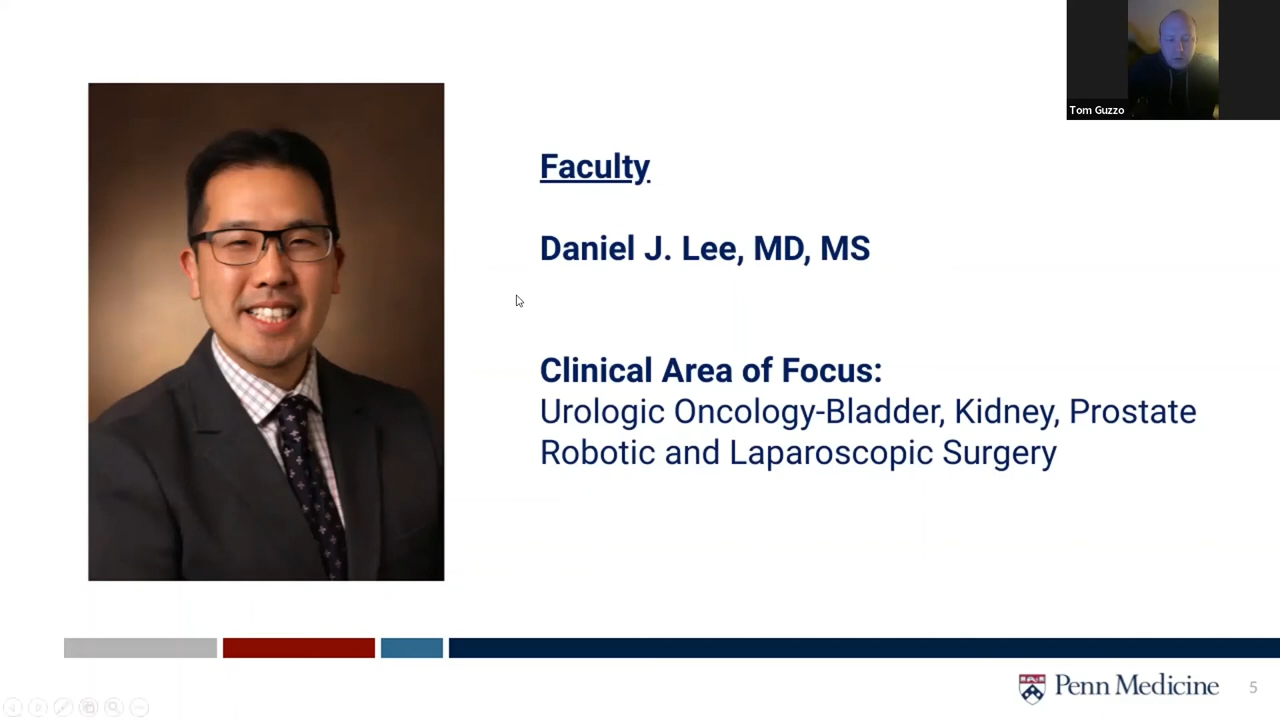 Tom Guzzo
Faculty
Daniel J. Lee, MD, MS
Clinical Area of Focus:
Urologic Oncology-Bladder, Kidney, Prostate
Robotic and Laparoscopic Surgery
Penn Medicine
5